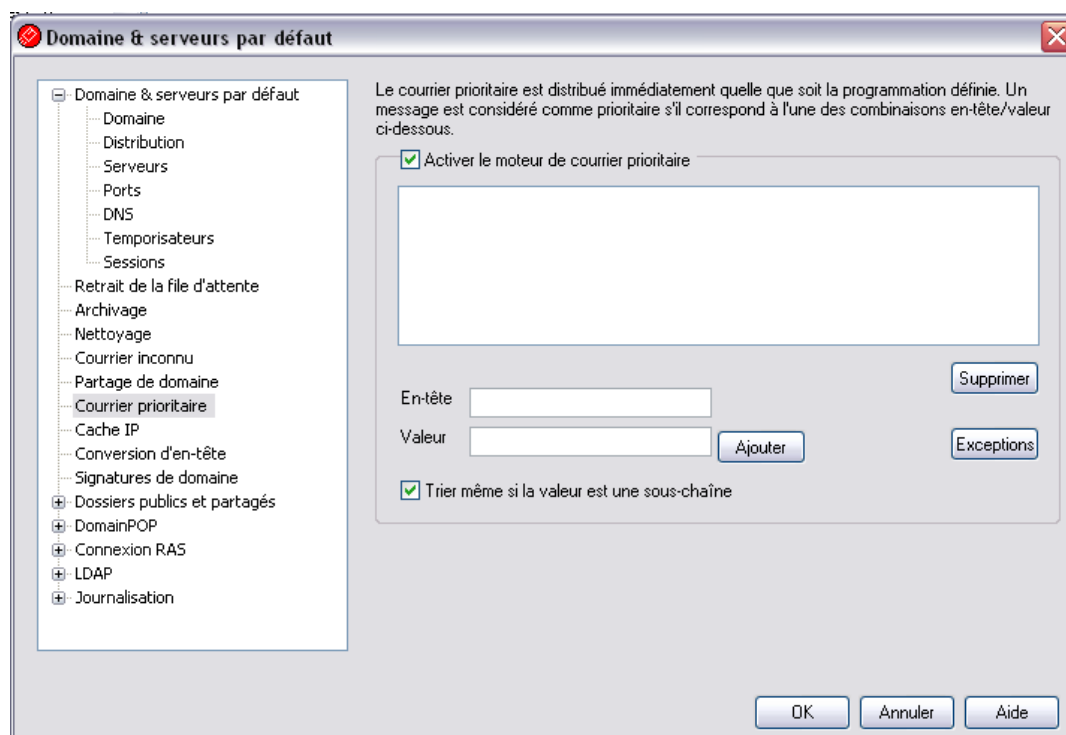 Domaine & serveurs par défaut
Domaine & serveurs par défaut
Domaine
Distribution
Serveurs
Ports
DNS
Temporisateurs
Sessions
Retrait de la file d'attente
Archivage
Nettoyage
Courrier inconnu
Partage de domaine
Courrier prioritaire
Cache IP
Conversion d'en-tête
Signatures de domaine
Dossiers publics et partagés
DomainPOP
Connexion RAS
LDAP
Journalisation
Le courrier prioritaire est distribué immédiatement quelle que soit la programmation définie. Un
message est considéré comme prioritaire s'il correspond à l'une des combinaisons en-tête/valeur
ci-dessous.
Activer le moteur de courrier prioritaire
Supprimer
En-tête
Valeur
Ajouter
Exceptions
Trier même si la valeur est une sous-chaîne
OK
Annuler
Aide